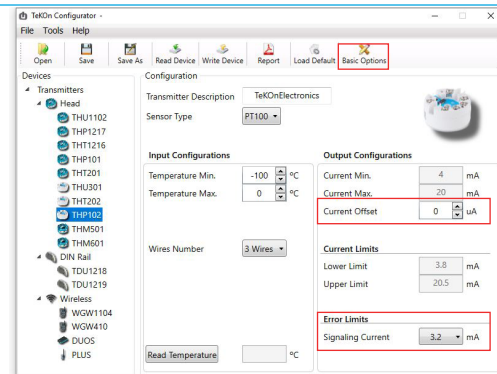 TeKOn Configurator -
File Tools Help
Open Save Save As Read Device Write Device Report Load Default Basic Options
Devices
Transmitters
Head
THU1102
THP1217
THT1216
THP101
THT201
THU301
THT202
THP102
THM501
THM601
DIN Rail
TDU1218
TDU1219
Wireless
WGW1104
WGW410
DUOS
PLUS
Configuration
Transmitter Description TeKOnElectronics
Sensor Type PT100
Input Configurations
Temperature Min. -100 ºC
Temperature Max. 0 ºC
Wires Number 3 Wires
Read Temperature ºC
Output Configurations
Current Min. 4 mA
Current Max. 20 mA
Current Offset 0 uA
Current Limits
Lower Limit 3.8 mA
Upper Limit 20.5 mA
Error Limits
Signaling Current 3.2 mA